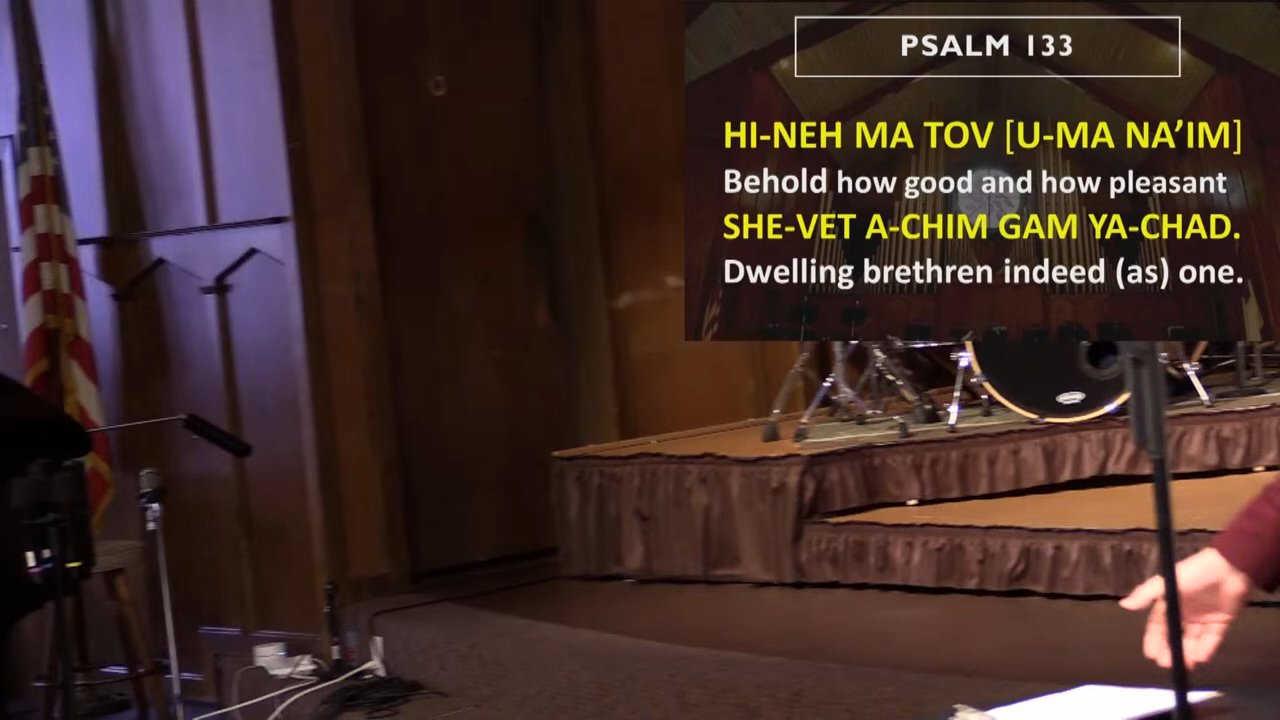 PSALM 133
HI-NEH MA TOV [U-MA NA’IM]
Behold how good and how pleasant
SHE-VET A-CHIM GAM YA-CHAD.
Dwelling brethren indeed (as) one.